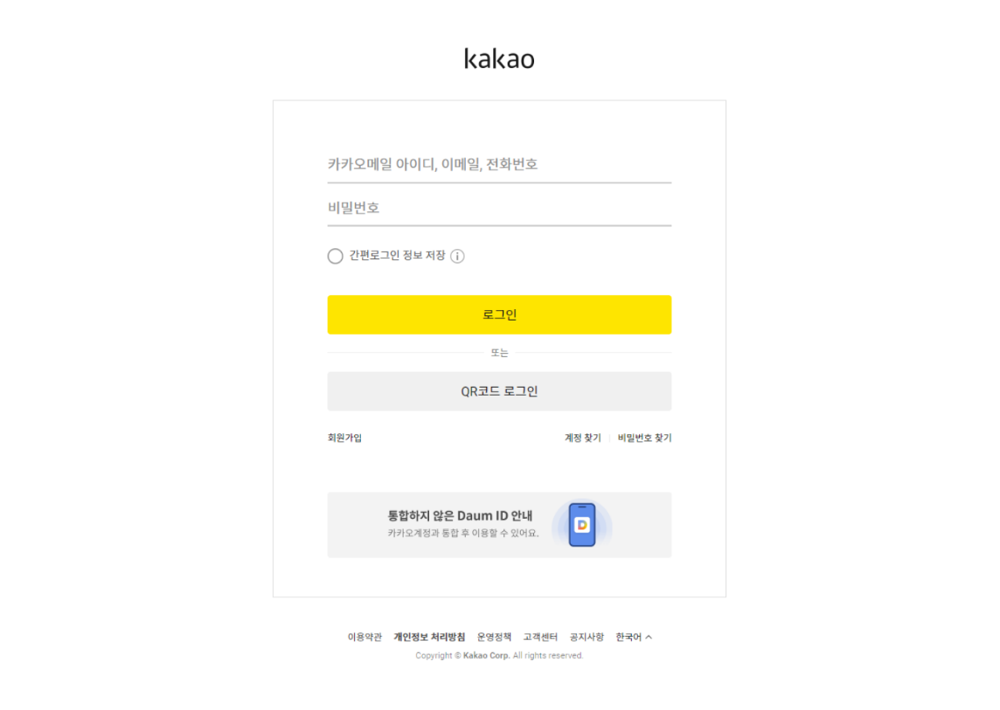 kakao
카카오메일 아이디, 이메일, 전화번호
비밀번호
간편로그인 정보 저장
로그인
또는
QR코드 로그인
회원가입 계정 찾기 비밀번호 찾기
통합하지 않은 Daum ID 안내
카카오계정과 통합 후 이용할 수 있어요.
D
이용약관 개인정보 처리방침 운영정책 고객센터 공지사항 한국어
Copyright © Kakao Corp. All rights reserved.